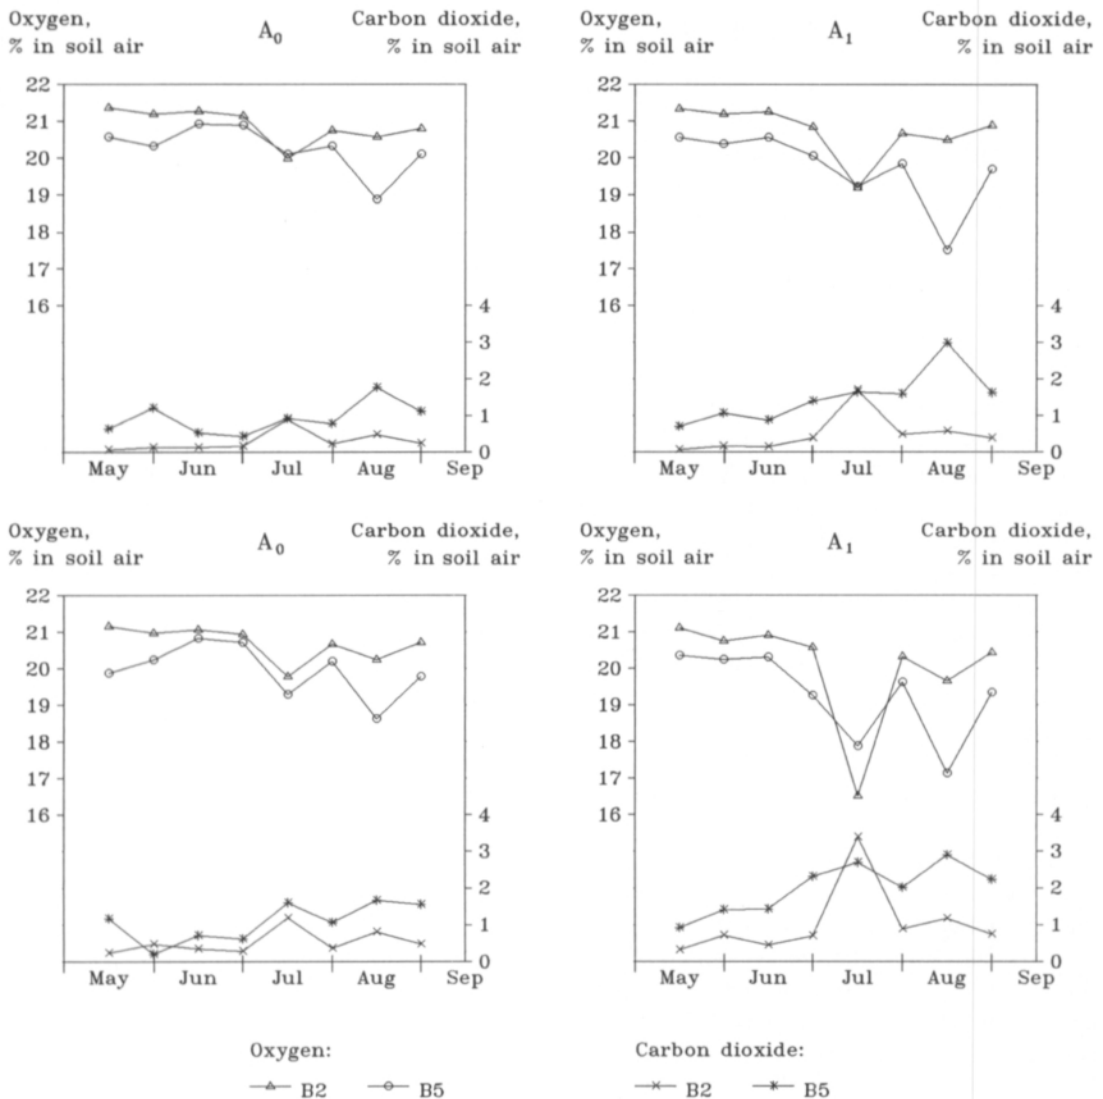 Oxygen,
% in soil air
A0
Carbon dioxide,
% in soil air
22
21
20
19
18
17
16
4
3
2
1
0
May Jun Jul Aug Sep
Oxygen,
% in soil air
A1
Carbon dioxide,
% in soil air
22
21
20
19
18
17
16
4
3
2
1
0
May Jun Jul Aug Sep
Oxygen,
% in soil air
A0
Carbon dioxide,
% in soil air
22
21
20
19
18
17
16
4
3
2
1
0
May Jun Jul Aug Sep
Oxygen,
% in soil air
A1
Carbon dioxide,
% in soil air
22
21
20
19
18
17
16
4
3
2
1
0
May Jun Jul Aug Sep
Oxygen:
B2 B5
Carbon dioxide:
B2 B5